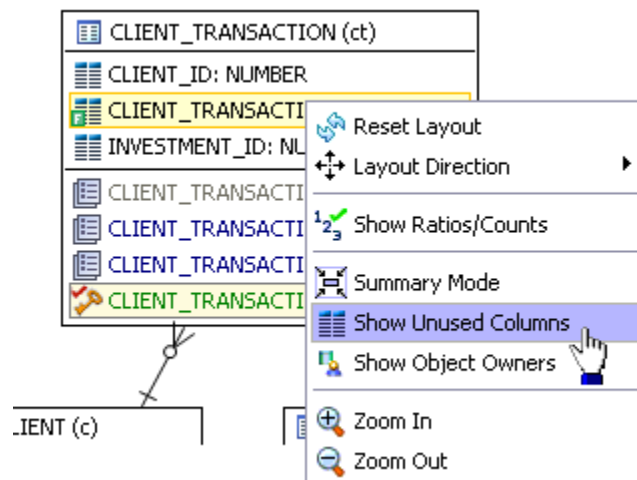 CLIENT_TRANSACTION (ct)
CLIENT_ID: NUMBER
CLIENT_TRANSACTI
INVESTMENT_ID: NU
CLIENT_TRANSACTI
CLIENT_TRANSACTI
CLIENT_TRANSACTI
CLIENT_TRANSACTI
LIENT (c)
Reset Layout
Layout Direction
Show Ratios/Counts
Summary Mode
Show Unused Columns
Show Object Owners
Zoom In
Zoom Out